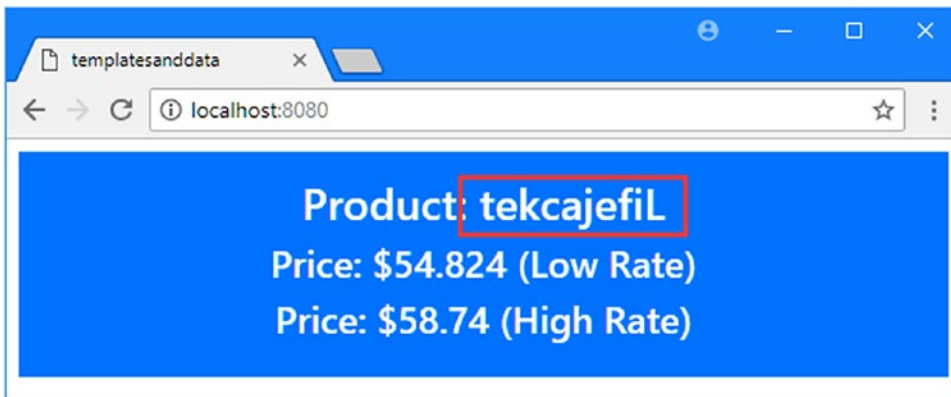 templatesanddata
localhost:8080
Product: tekcajefiL
Price: $54.824 (Low Rate)
Price: $58.74 (High Rate)